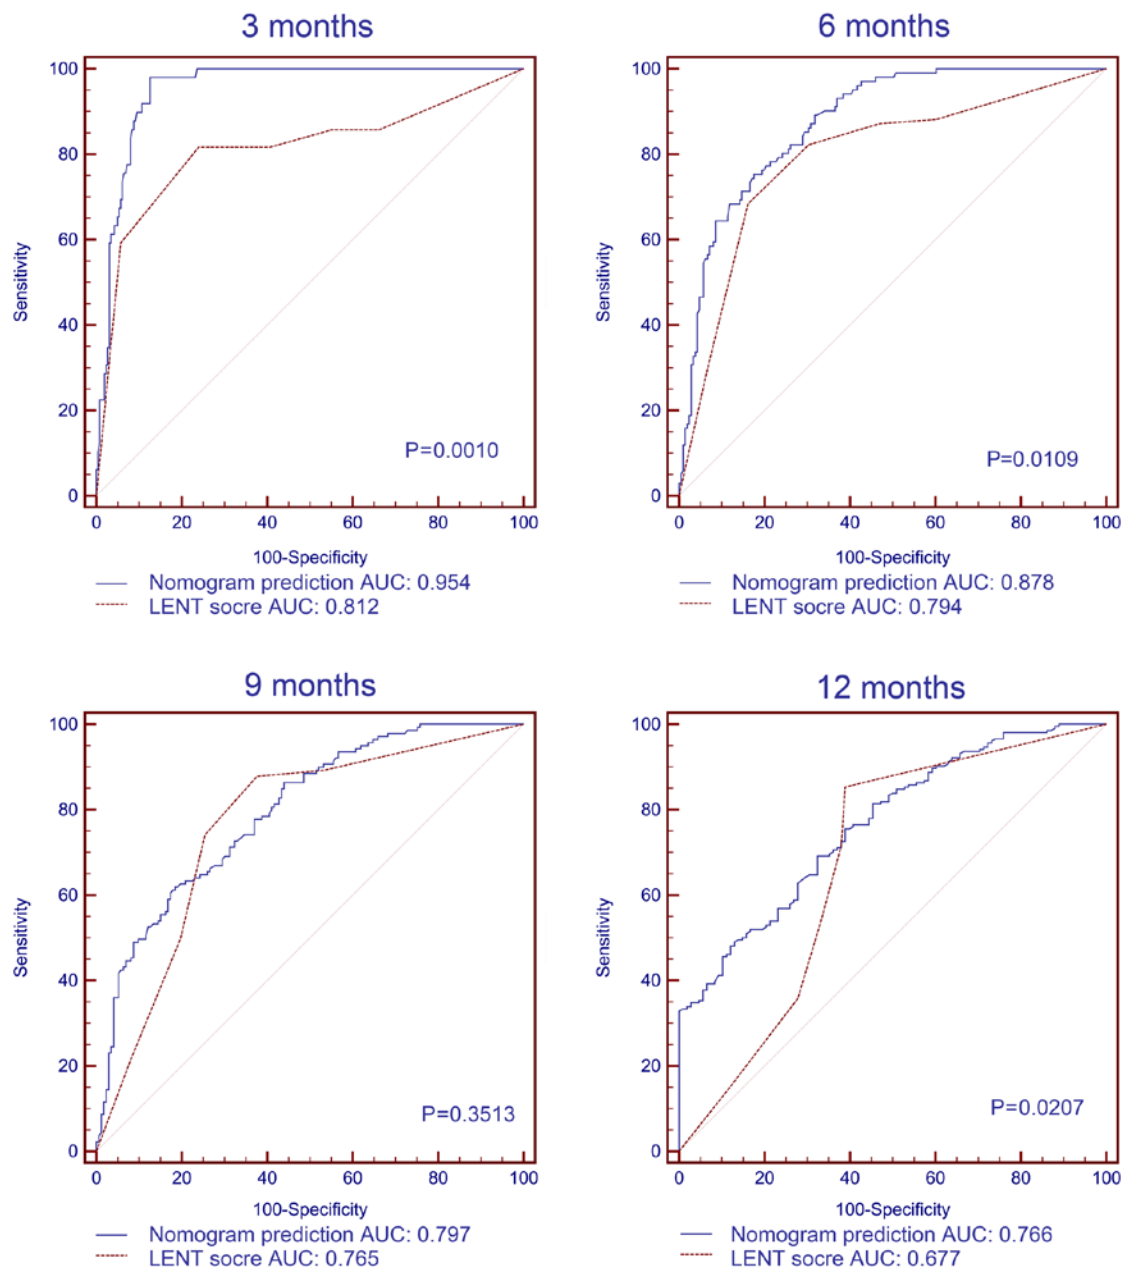 3 months
6 months
100
80
60
40
20
0
Sensitivity
P=0.0010
0 20 40 60 80 100
100-Specificity
Nomogram prediction AUC: 0.954
LENT socre AUC: 0.812
100
80
60
40
20
0
Sensitivity
P=0.0109
0 20 40 60 80 100
100-Specificity
Nomogram prediction AUC: 0.878
LENT socre AUC: 0.794
9 months
12 months
100
80
60
40
20
0
Sensitivity
P=0.3513
0 20 40 60 80 100
100-Specificity
Nomogram prediction AUC: 0.797
LENT socre AUC: 0.765
100
80
60
40
20
0
Sensitivity
P=0.0207
0 20 40 60 80 100
100-Specificity
Nomogram prediction AUC: 0.766
LENT socre AUC: 0.677